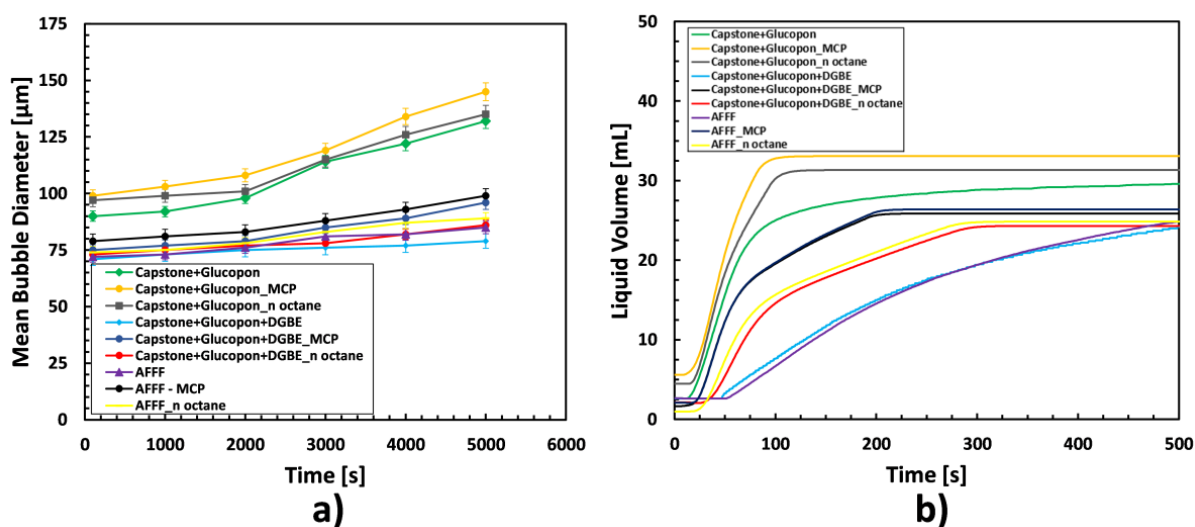 175
150
125
100
75
50
25
0
Mean Bubble Diameter [µm]
Capstone+Glucopon
Capstone+Glucopon_MCP
Capstone+Glucopon_n octane
Capstone+Glucopon+DGBE
Capstone+Glucopon+DGBE_MCP
Capstone+Glucopon+DGBE_n octane
AFFF
AFFF - MCP
AFFF_n octane
0 1000 2000 3000 4000 5000 6000
Time [s]
a)
50
40
30
20
10
0
Liquid Volume [mL]
Capstone+Glucopon
Capstone+Glucopon_MCP
Capstone+Glucopon_n octane
Capstone+Glucopon+DGBE
Capstone+Glucopon+DGBE_MCP
Capstone+Glucopon+DGBE_n octane
AFFF
AFFF_MCP
AFFF_n octane
0 100 200 300 400 500
Time [s]
b)